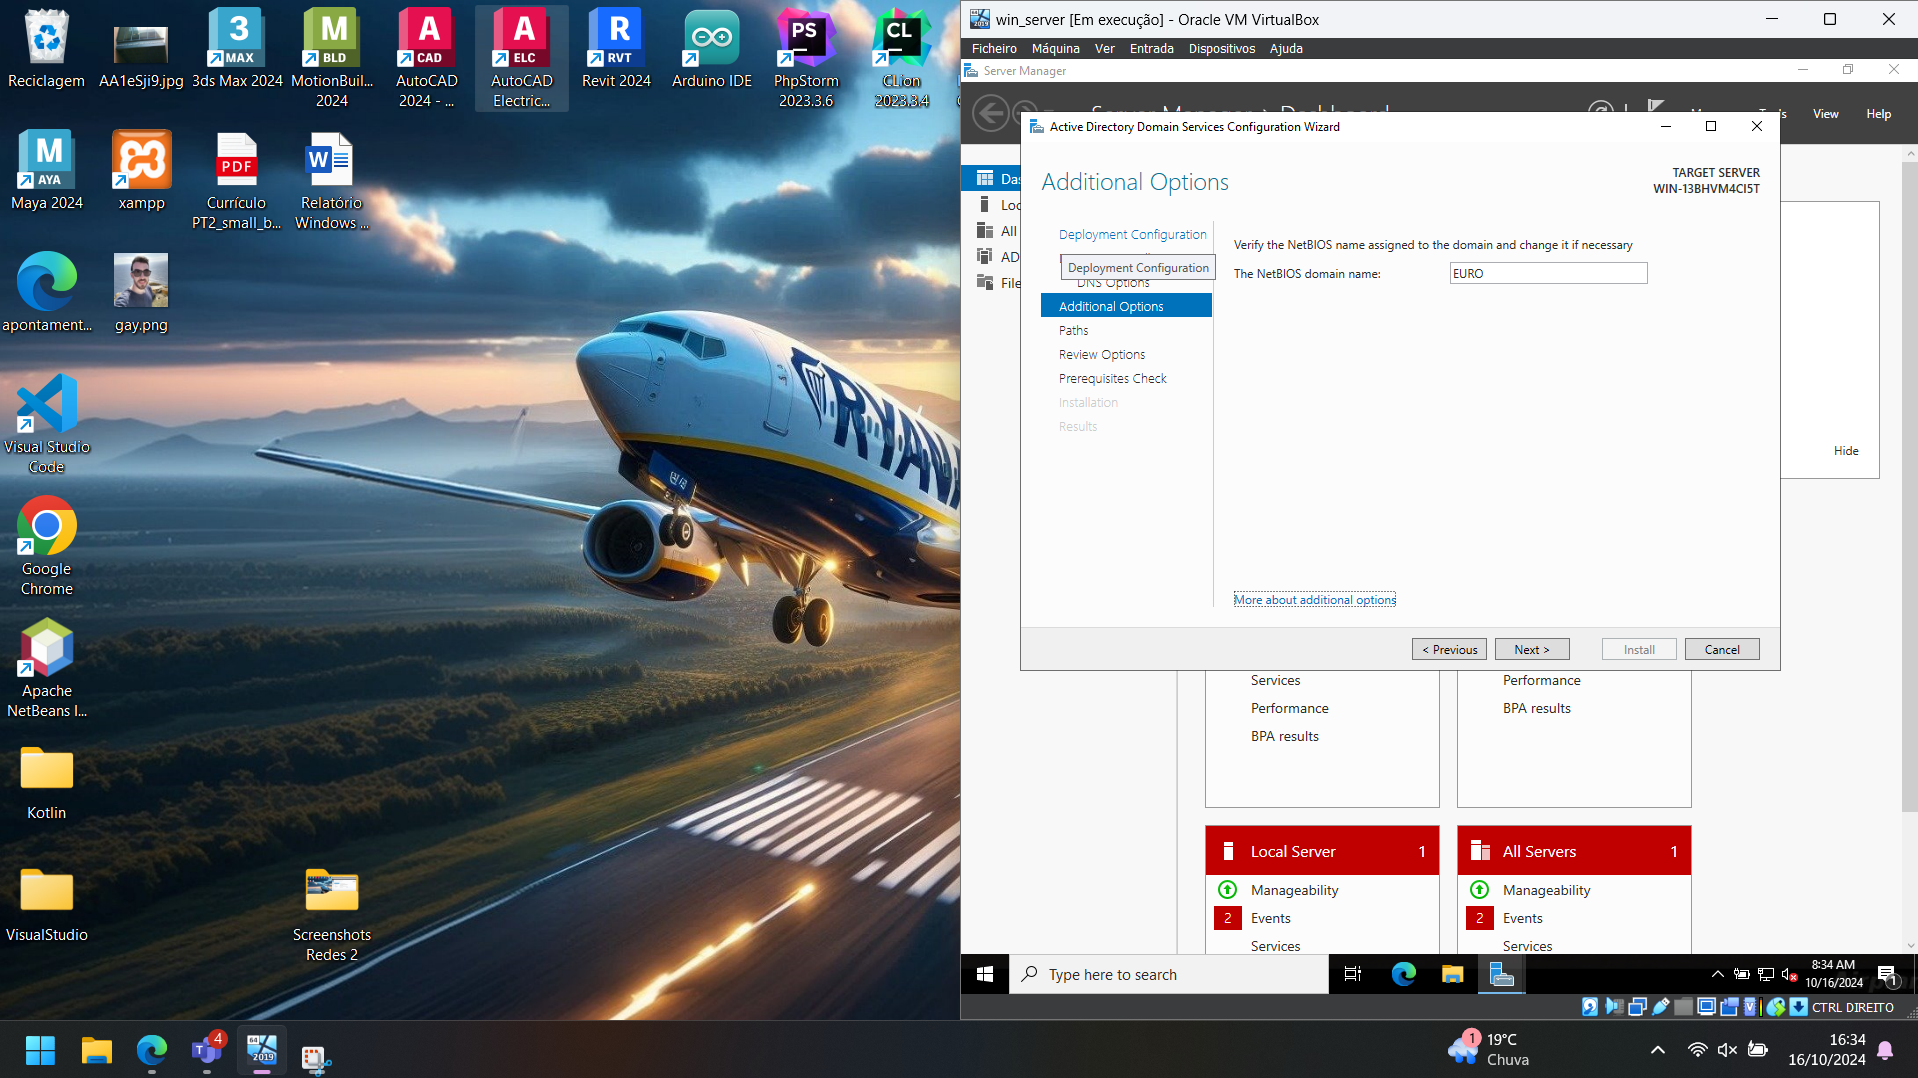 Reciclagem
AA1eSji9.jpg
3
MAX
3ds Max 2024
M
BLD
MotionBuil...
2024
A
CAD
AutoCAD
2024 - ...
A
ELC
AutoCAD
Electric...
R
RVT
Revit 2024
Arduino IDE
PS
PhpStorm
2023.3.6
CL
CLion
2023.3.4
M
AYA
Maya 2024
xampp
PDF
Currículo
PT2_small_b...
W
Relatório
Windows ...
apontament...
gay.png
Visual Studio
Code
Google
Chrome
Apache
NetBeans I...
Kotlin
VisualStudio
Screenshots
Redes 2
RYANA
win_server [Em execução] - Oracle VM VirtualBox
Ficheiro Máquina Ver Entrada Dispositivos Ajuda
Server Manager
Server Manager Dashboard
View Help
Active Directory Domain Services Configuration Wizard
Additional Options
TARGET SERVER
WIN-13BHVM4CI5T
Das
Loc
All
AD
File
Deployment Configuration
Deployment Configuration
DNS Options
Additional Options
Paths
Review Options
Prerequisites Check
Installation
Results
Verify the NetBIOS name assigned to the domain and change it if necessary
The NetBIOS domain name: EURO
More about additional options
< Previous Next > Install Cancel
Hide
Services
Performance
BPA results
Performance
BPA results
Local Server 1
Manageability
2 Events
Services
All Servers 1
Manageability
2 Events
Services
Type here to search
8:34 AM
10/16/2024
1
CTRL DIREITO
4
64
2019
1
19°C
Chuva
16:34
16/10/2024